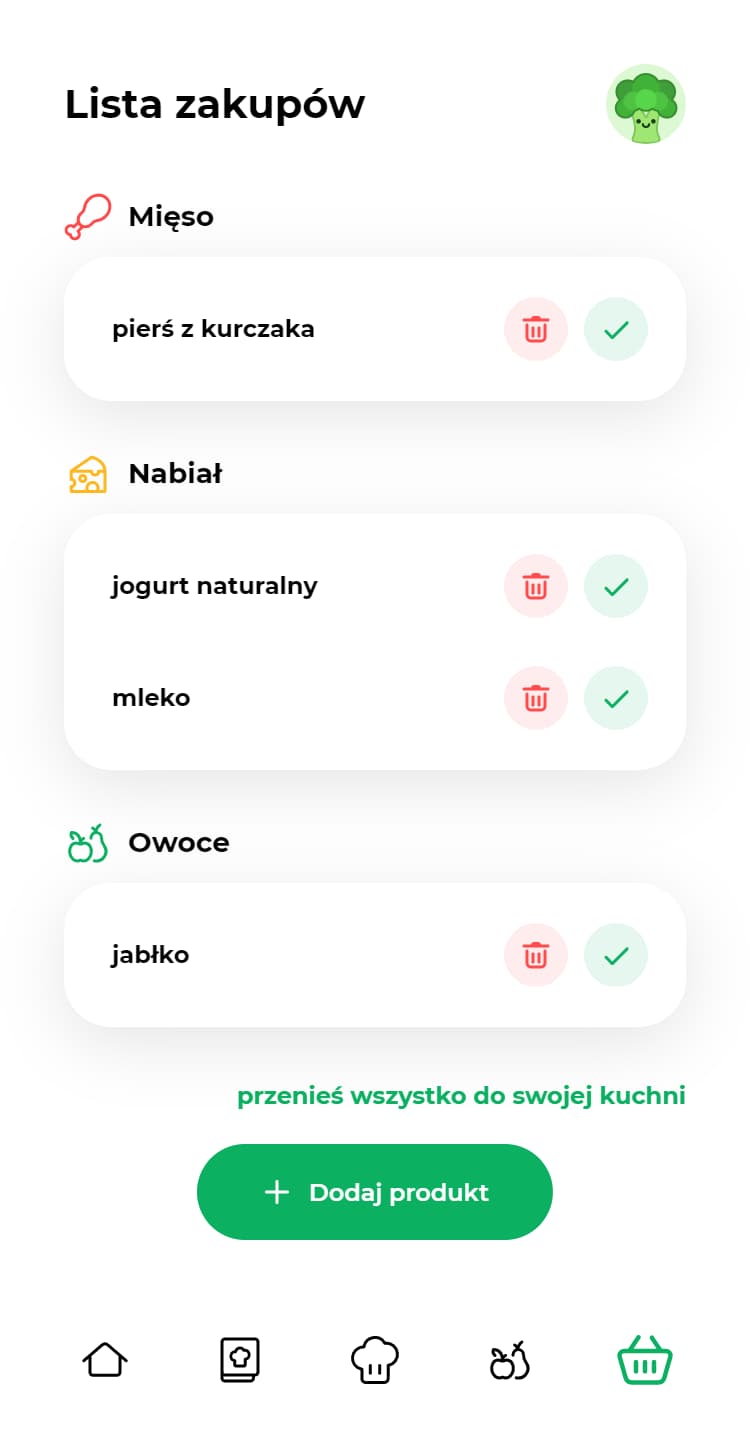 Lista zakupów
Mięso
pierś z kurczaka
Nabiał
jogurt naturalny
mleko
Owoce
jabłko
przenieś wszystko do swojej kuchni
Dodaj produkt